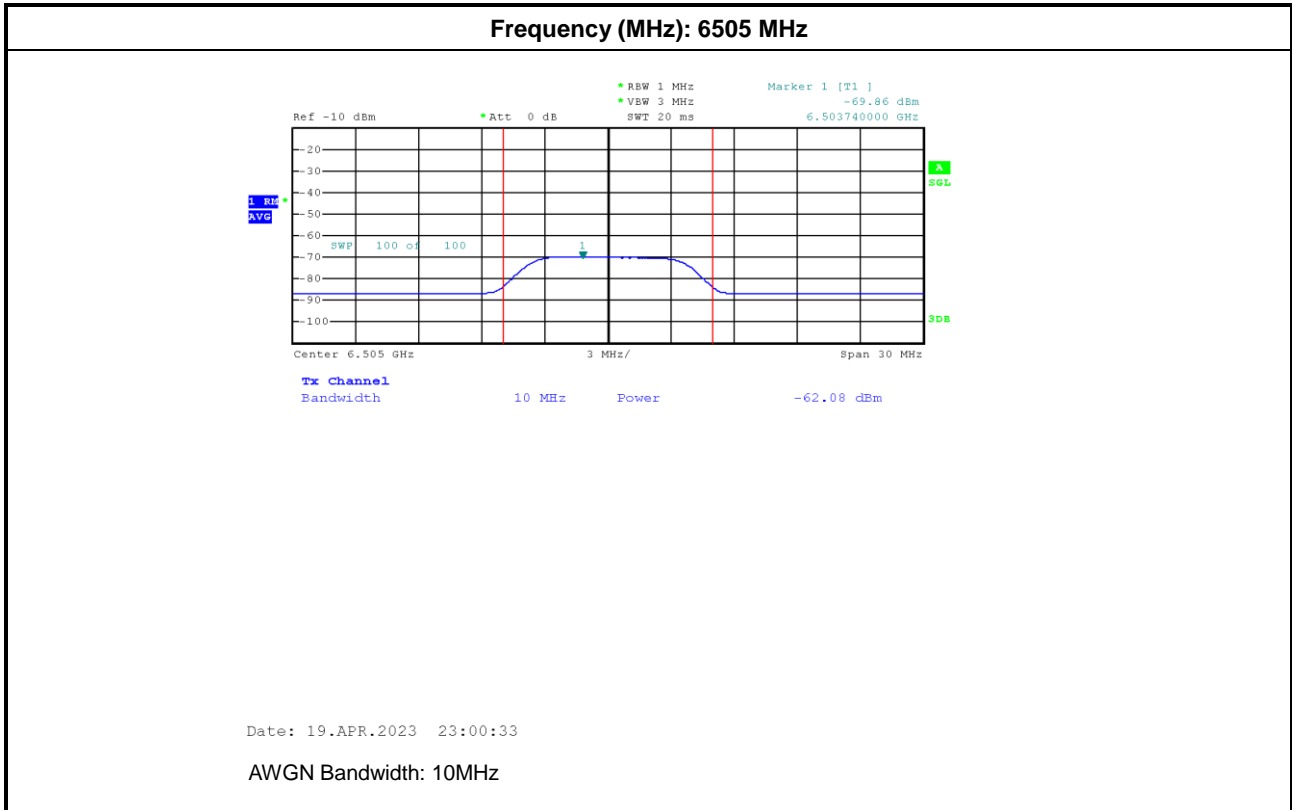 Frequency (MHz): 6505 MHz
* RBW 1 MHz Marker 1 [T1 ]
* VBW 3 MHz -69.86 dBm
Ref -10 dBm * Att 0 dB SWT 20 ms 6.503740000 GHz
-20
-30
A
SGL
-40
1 RM *
AVG
-50
-60
SWP 100 of 100 1
-70
-80
-90
-100
3DB
Center 6.505 GHz 3 MHz/ Span 30 MHz
Tx Channel
Bandwidth 10 MHz Power -62.08 dBm
Date: 19.APR.2023 23:00:33
AWGN Bandwidth: 10MHz